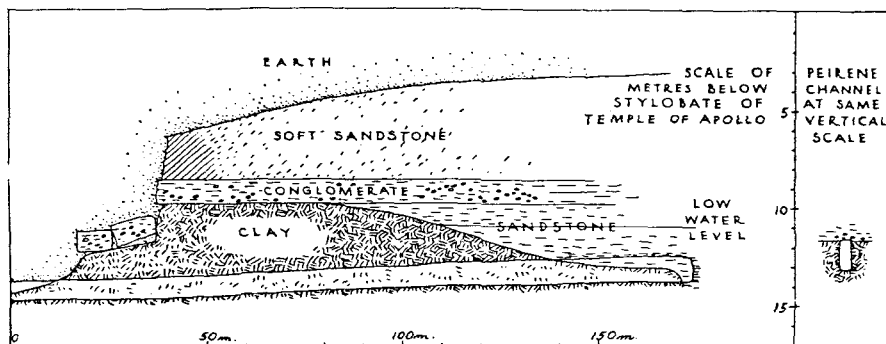 EARTH
SCALE OF
METRES BELOW
STYLOBATE OF
TEMPLE OF APOLLO
PEIRENE
CHANNEL
AT SAME
VERTICAL
SCALE
5
SOFT SANDSTONE
CONGLOMERATE
LOW
WATER
LEVEL
10
SANDSTONE
CLAY
15
0
50m.
100m.
150m.